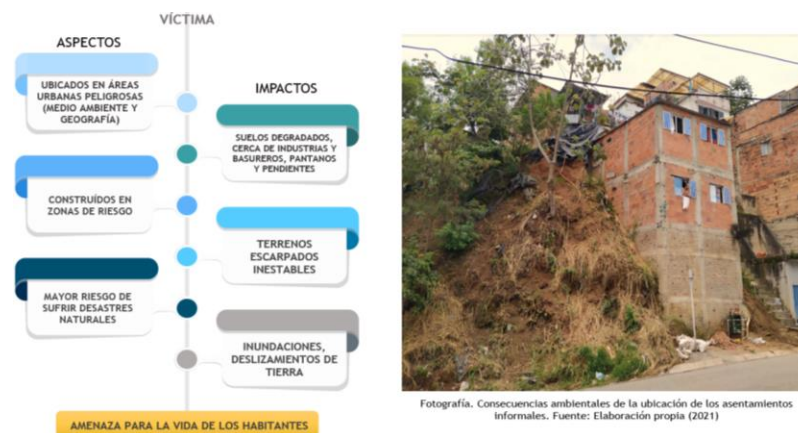 VÍCTIMA
ASPECTOS
UBICADOS EN ÁREAS
URBANAS PELIGROSAS
(MEDIO AMBIENTE Y
GEOGRAFÍA)
IMPACTOS
SUELOS DEGRADADOS,
CERCA DE INDUSTRIAS Y
BASUREROS, PANTANOS
Y PENDIENTES
CONSTRUÍDOS EN
ZONAS DE RIESGO
TERRENOS
ESCARPADOS
INESTABLES
MAYOR RIESGO DE
SUFRIR DESASTRES
NATURALES
INUNDACIONES,
DESLIZAMIENTOS DE
TIERRA
AMENAZA PARA LA VIDA DE LOS HABITANTES
Fotografía. Consecuencias ambientales de la ubicación de los asentamientos
informales. Fuente: Elaboración propia (2021)